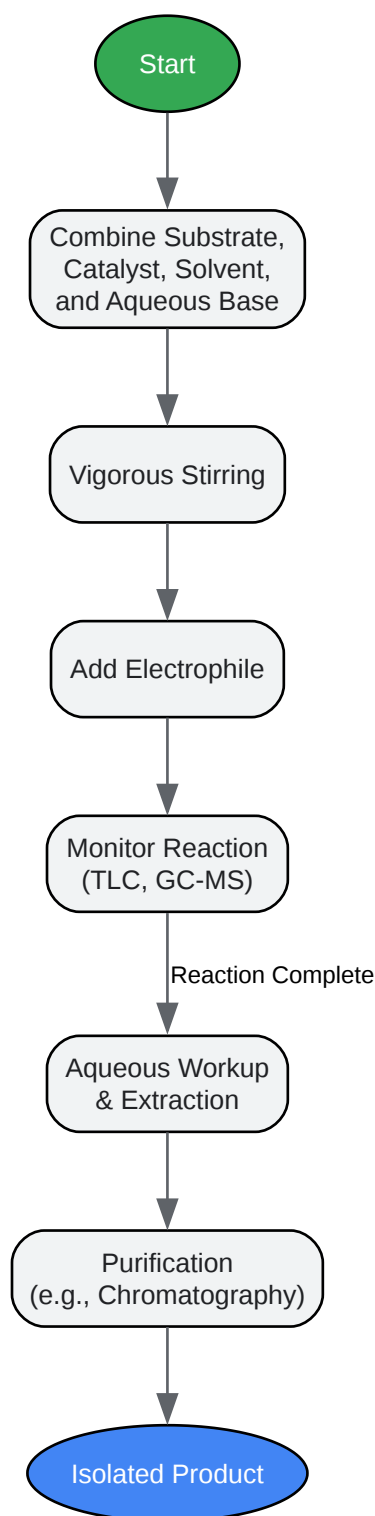 Start
Combine Substrate,
Catalyst, Solvent,
and Aqueous Base
Vigorous Stirring
Add Electrophile
Monitor Reaction
(TLC, GC-MS)
Reaction Complete
Aqueous Workup
& Extraction
Purification
(e.g., Chromatography)
Isolated Product